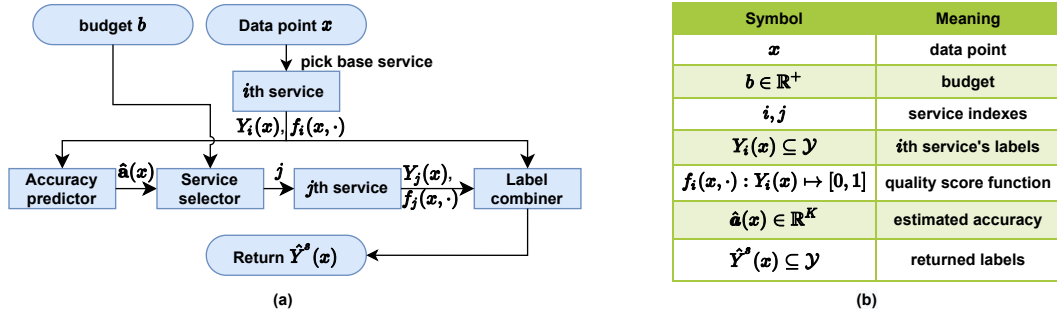 budget b
Data point x
pick base service
ith service
Y_i(x), f_i(x, ·)
Accuracy predictor
â(x)
Service selector
j
jth service
Y_j(x),
f_j(x, ·)
Label combiner
Return Ŷ^s(x)
(a)
Symbol Meaning
x data point
b ∈ ℝ^+ budget
i, j service indexes
Y_i(x) ⊆ 𝒴 ith service's labels
f_i(x, ·) : Y_i(x) ↦ [0, 1] quality score function
â(x) ∈ ℝ^K estimated accuracy
Ŷ^s(x) ⊆ 𝒴 returned labels
(b)